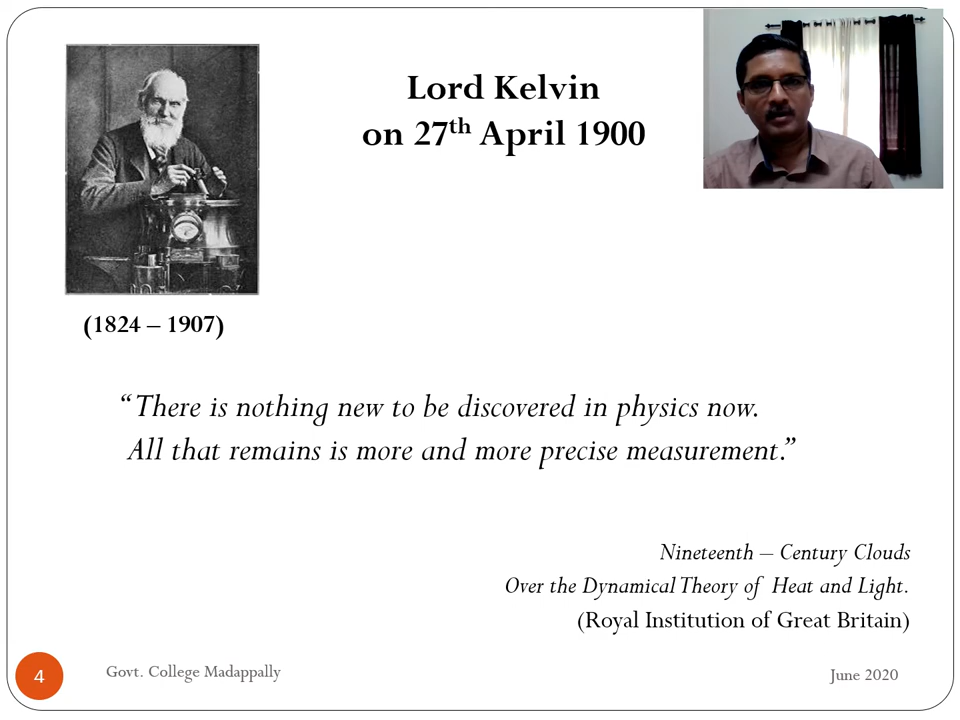 Lord Kelvin
on 27th April 1900
(1824 – 1907)
“There is nothing new to be discovered in physics now.
All that remains is more and more precise measurement.”
Nineteenth – Century Clouds
Over the Dynamical Theory of Heat and Light.
(Royal Institution of Great Britain)
4
Govt. College Madappally
June 2020